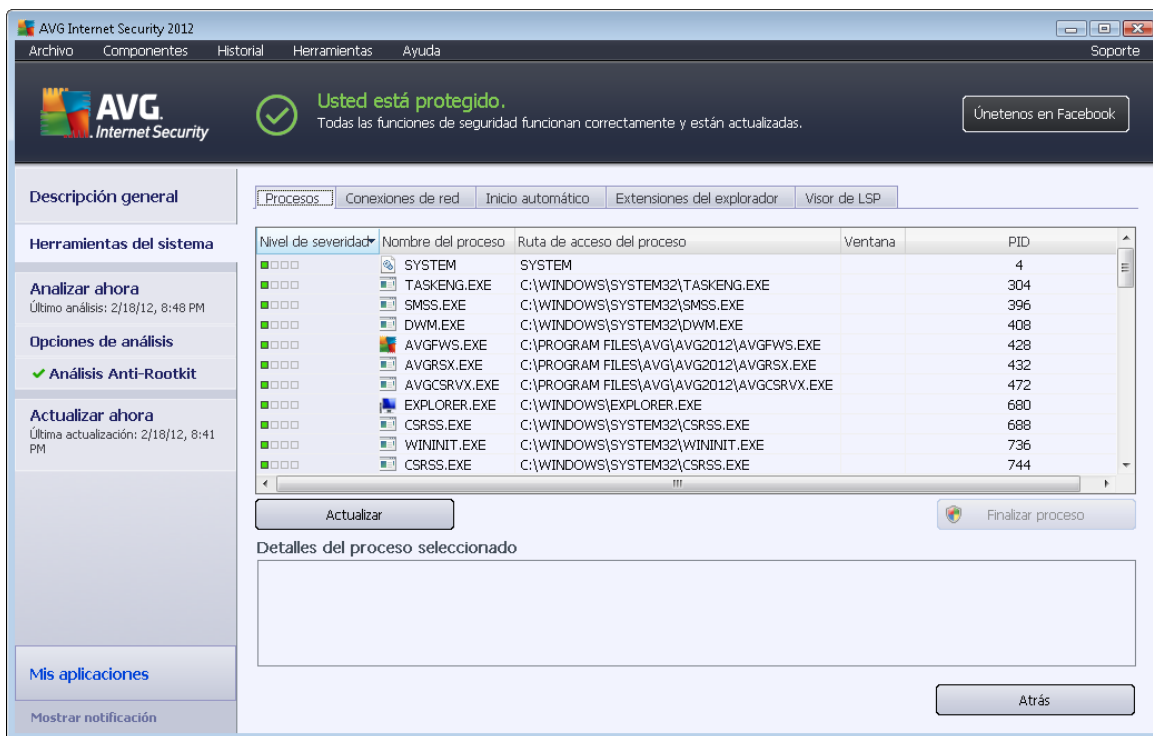 AVG Internet Security 2012
Archivo Componentes Historial Herramientas Ayuda Soporte
AVG.
Internet Security
Usted está protegido.
Todas las funciones de seguridad funcionan correctamente y están actualizadas.
Únetenos en Facebook
Descripción general
Herramientas del sistema
Analizar ahora
Último análisis: 2/18/12, 8:48 PM
Opciones de análisis
Análisis Anti-Rootkit
Actualizar ahora
Última actualización: 2/18/12, 8:41
PM
Mis aplicaciones
Mostrar notificación
Procesos Conexiones de red Inicio automático Extensiones del explorador Visor de LSP
Nivel de severidad Nombre del proceso Ruta de acceso del proceso Ventana PID
SYSTEM SYSTEM 4
TASKENG.EXE C:\WINDOWS\SYSTEM32\TASKENG.EXE 304
SMSS.EXE C:\WINDOWS\SYSTEM32\SMSS.EXE 396
DWM.EXE C:\WINDOWS\SYSTEM32\DWM.EXE 408
AVGFWS.EXE C:\PROGRAM FILES\AVG\AVG2012\AVGFWS.EXE 428
AVGRSX.EXE C:\PROGRAM FILES\AVG\AVG2012\AVGRSX.EXE 432
AVGCSRVX.EXE C:\PROGRAM FILES\AVG\AVG2012\AVGCSRVX.EXE 472
EXPLORER.EXE C:\WINDOWS\EXPLORER.EXE 680
CSRSS.EXE C:\WINDOWS\SYSTEM32\CSRSS.EXE 688
WININIT.EXE C:\WINDOWS\SYSTEM32\WININIT.EXE 736
CSRSS.EXE C:\WINDOWS\SYSTEM32\CSRSS.EXE 744
Actualizar Finalizar proceso
Detalles del proceso seleccionado
Atrás